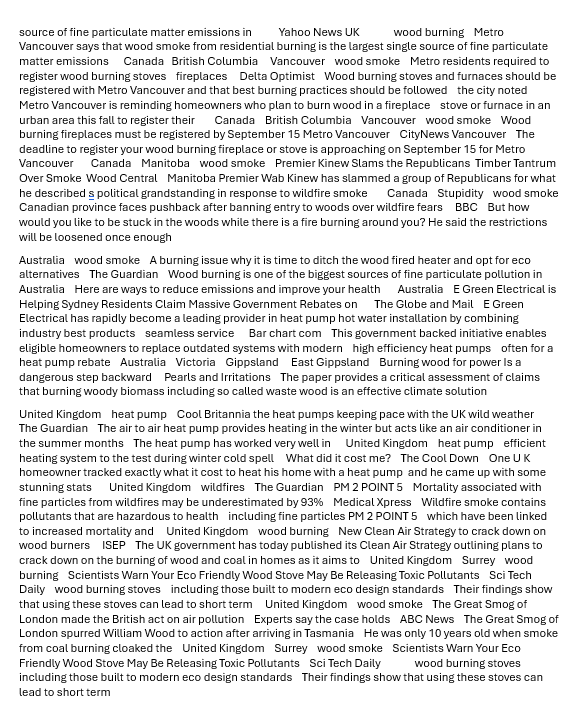 source of fine particulate matter emissions in Yahoo News UK wood burning Metro
Vancouver says that wood smoke from residential burning is the largest single source of fine particulate
matter emissions Canada British Columbia Vancouver wood smoke Metro residents required to
register wood burning stoves fireplaces Delta Optimist Wood burning stoves and furnaces should be
registered with Metro Vancouver and that best burning practices should be followed the city noted
Metro Vancouver is reminding homeowners who plan to burn wood in a fireplace stove or furnace in an
urban area this fall to register their Canada British Columbia Vancouver wood smoke Wood
burning fireplaces must be registered by September 15 Metro Vancouver CityNews Vancouver The
deadline to register your wood burning fireplace or stove is approaching on September 15 for Metro
Vancouver Canada Manitoba wood smoke Premier Kinew Slams the Republicans Timber Tantrum
Over Smoke Wood Central Manitoba Premier Wab Kinew has slammed a group of Republicans for what
he described s political grandstanding in response to wildfire smoke Canada Stupidity wood smoke
Canadian province faces pushback after banning entry to woods over wildfire fears BBC But how
would you like to be stuck in the woods while there is a fire burning around you? He said the restrictions
will be loosened once enough
Australia wood smoke A burning issue why it is time to ditch the wood fired heater and opt for eco
alternatives The Guardian Wood burning is one of the biggest sources of fine particulate pollution in
Australia Here are ways to reduce emissions and improve your health Australia E Green Electrical is
Helping Sydney Residents Claim Massive Government Rebates on The Globe and Mail E Green
Electrical has rapidly become a leading provider in heat pump hot water installation by combining
industry best products seamless service Bar chart com This government backed initiative enables
eligible homeowners to replace outdated systems with modern high efficiency heat pumps often for a
heat pump rebate Australia Victoria Gippsland East Gippsland Burning wood for power Is a
dangerous step backward Pearls and Irritations The paper provides a critical assessment of claims
that burning woody biomass including so called waste wood is an effective climate solution
United Kingdom heat pump Cool Britannia the heat pumps keeping pace with the UK wild weather
The Guardian The air to air heat pump provides heating in the winter but acts like an air conditioner in
the summer months The heat pump has worked very well in United Kingdom heat pump efficient
heating system to the test during winter cold spell What did it cost me? The Cool Down One U K
homeowner tracked exactly what it cost to heat his home with a heat pump and he came up with some
stunning stats United Kingdom wildfires The Guardian PM 2 POINT 5 Mortality associated with
fine particles from wildfires may be underestimated by 93% Medical Xpress Wildfire smoke contains
pollutants that are hazardous to health including fine particles PM 2 POINT 5 which have been linked
to increased mortality and United Kingdom wood burning New Clean Air Strategy to crack down on
wood burners ISEP The UK government has today published its Clean Air Strategy outlining plans to
crack down on the burning of wood and coal in homes as it aims to United Kingdom Surrey wood
burning Scientists Warn Your Eco Friendly Wood Stove May Be Releasing Toxic Pollutants Sci Tech
Daily wood burning stoves including those built to modern eco design standards Their findings show
that using these stoves can lead to short term United Kingdom wood smoke The Great Smog of
London made the British act on air pollution Experts say the case holds ABC News The Great Smog of
London spurred William Wood to action after arriving in Tasmania He was only 10 years old when smoke
from coal burning cloaked the United Kingdom Surrey wood smoke Scientists Warn Your Eco
Friendly Wood Stove May Be Releasing Toxic Pollutants Sci Tech Daily wood burning stoves
including those built to modern eco design standards Their findings show that using these stoves can
lead to short term